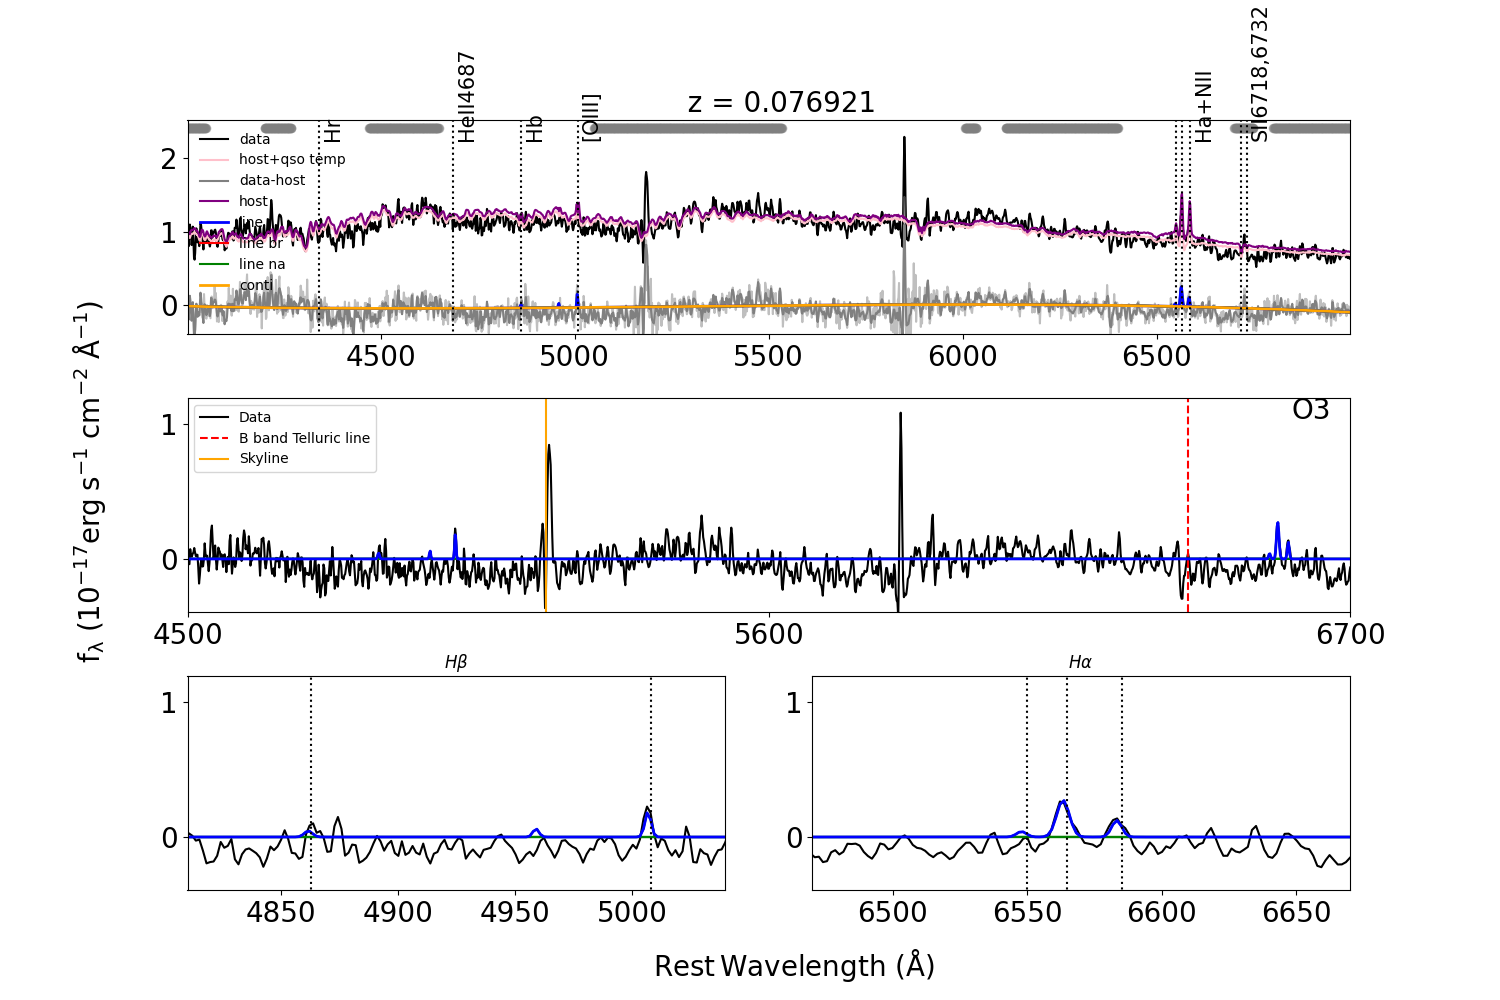 z = 0.076921
Hr
HeII4687
Hb
[OIII]
Ha+NII
SII6718,6732
data
host+qso temp
data-host
host
line
line br
line na
conti
2
1
0
4500
5000
5500
6000
6500
O3
Data
B band Telluric line
Skyline
1
0
4500
5600
6700
fλ (10⁻¹⁷erg s⁻¹ cm⁻² Å⁻¹)
Hβ
1
0
4850
4900
4950
5000
Hα
1
0
6500
6550
6600
6650
Rest Wavelength (Å)